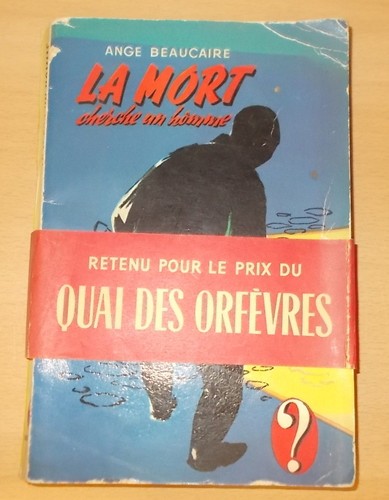 ANGE BEAUCAIRE
LA MORT
cherche un homme
RETENU POUR LE PRIX DU
QUAI DES ORFÈVRES
?